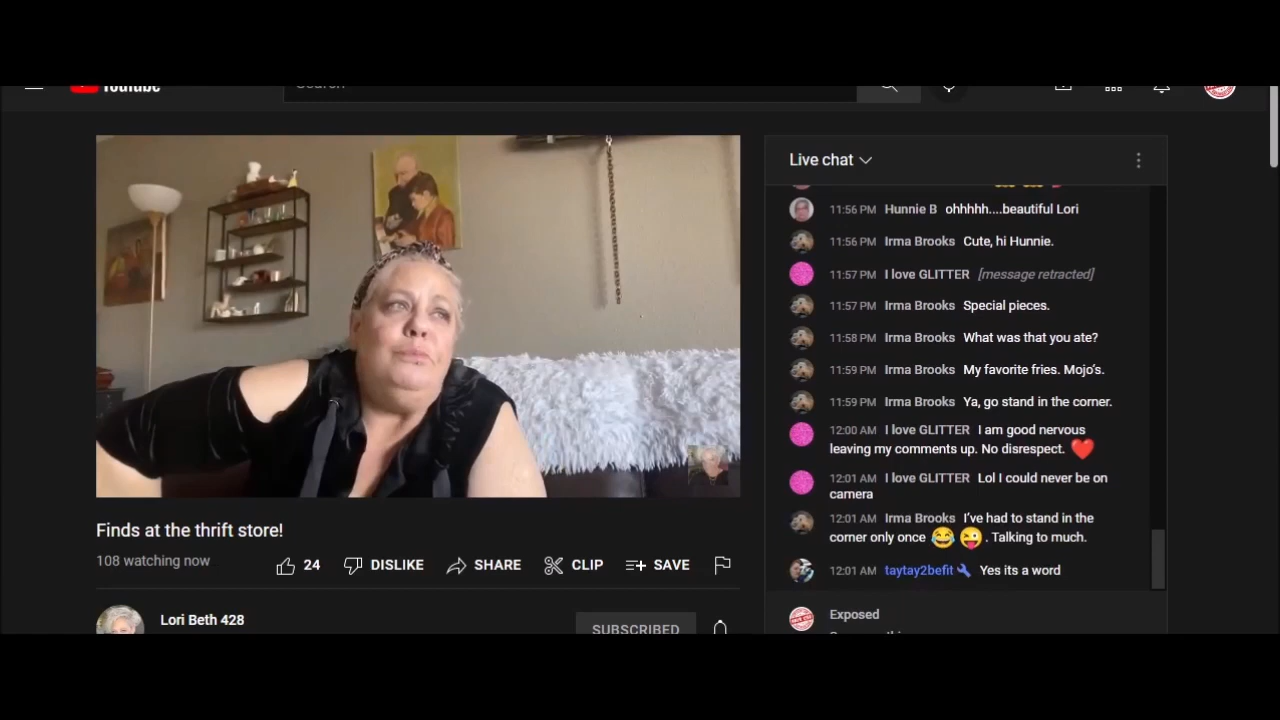 YouTube
Search
Live chat
11:56 PM Hunnie B ohhhhh....beautiful Lori
11:56 PM Irma Brooks Cute, hi Hunnie.
11:57 PM I love GLITTER [message retracted]
11:57 PM Irma Brooks Special pieces.
11:58 PM Irma Brooks What was that you ate?
11:59 PM Irma Brooks My favorite fries. Mojo's.
11:59 PM Irma Brooks Ya, go stand in the corner.
12:00 AM I love GLITTER I am good nervous
leaving my comments up. No disrespect. ❤️
12:01 AM I love GLITTER Lol I could never be on
camera
12:01 AM Irma Brooks I've had to stand in the
corner only once 😂 😜. Talking to much.
12:01 AM taytay2befit Yes its a word
Exposed
Finds at the thrift store!
108 watching now
24 DISLIKE SHARE CLIP SAVE
Lori Beth 428
SUBSCRIBED